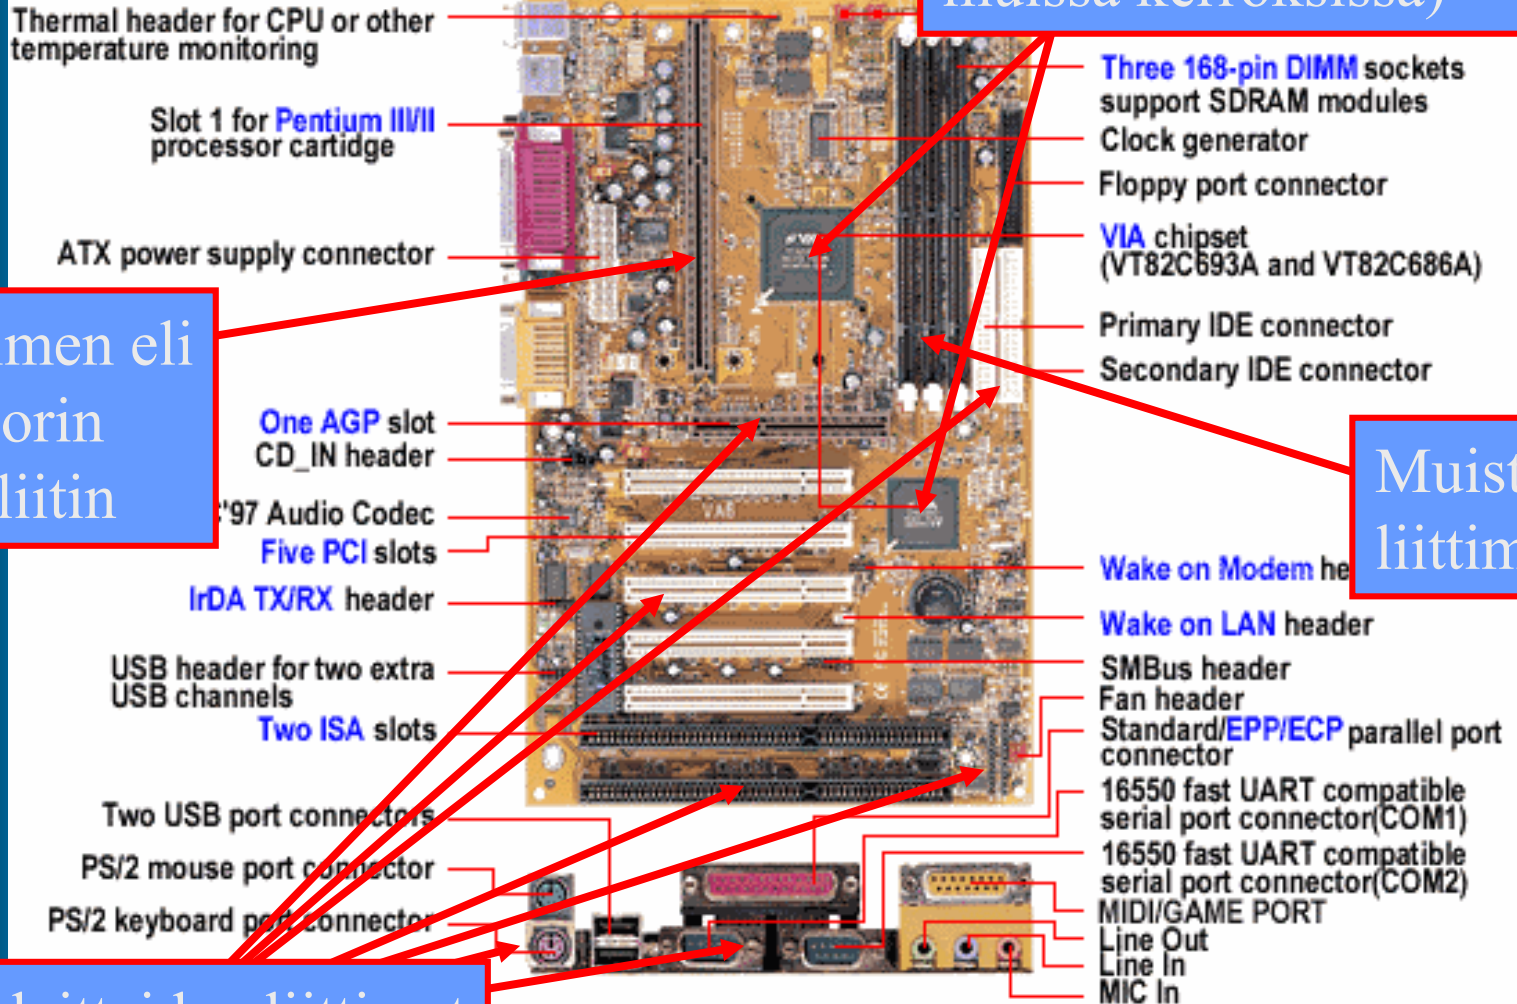 muissa kerroksissa)
Thermal header for CPU or other
temperature monitoring
Slot 1 for Pentium III/II
processor cartidge
ATX power supply connector
eli
liitin
One AGP slot
CD_IN header
'97 Audio Codec
Five PCI slots
IrDA TX/RX header
USB header for two extra
USB channels
Two ISA slots
Two USB port connectors
PS/2 mouse port connector
PS/2 keyboard port connector
Three 168-pin DIMM sockets
support SDRAM modules
Clock generator
Floppy port connector
VIA chipset
(VT82C693A and VT82C686A)
Primary IDE connector
Secondary IDE connector
Muist
liittim
Wake on Modem he
Wake on LAN header
SMBus header
Fan header
Standard/EPP/ECP parallel port
connector
16550 fast UART compatible
serial port connector(COM1)
16550 fast UART compatible
serial port connector(COM2)
MIDI/GAME PORT
Line Out
Line In
MIC In